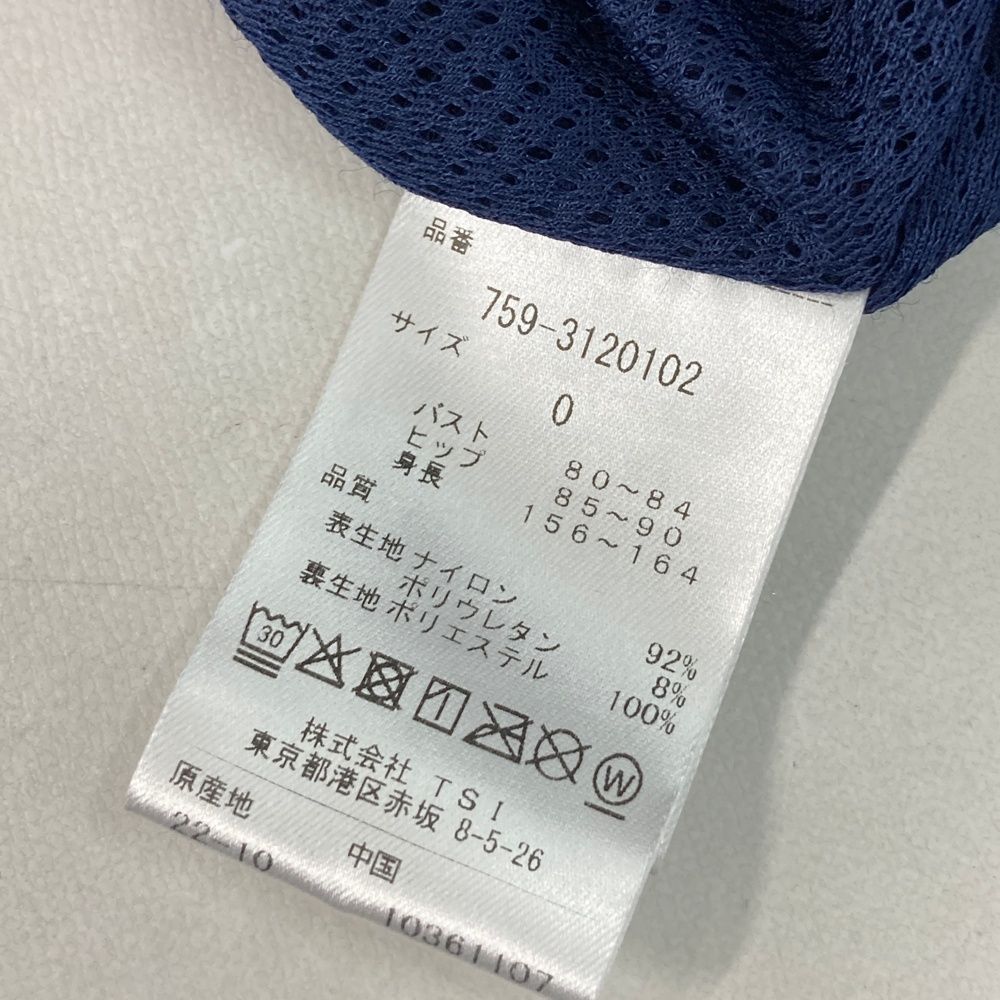 品番
759-3120102
サイズ
0
バスト 80～84
ヒップ 85～90
身長 156～164
品質
表生地 ナイロン 92%
ポリウレタン 8%
裏生地 ポリエステル 100%
30
W
株式会社 TSI
東京都港区赤坂 8-5-26
原産地 中国
22-10 10361107